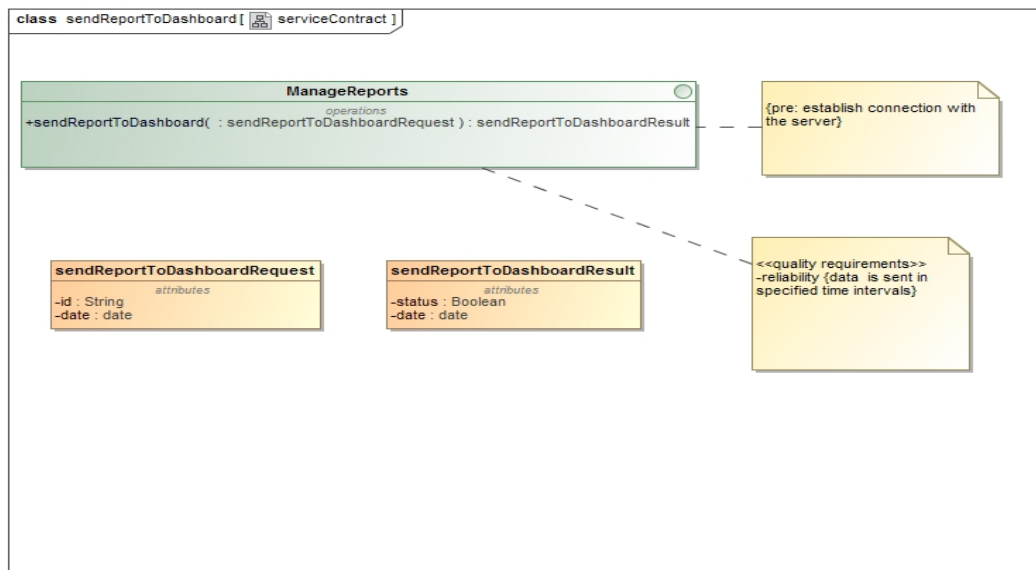 class sendReportToDashboard [ serviceContract ]
ManageReports
operations
+sendReportToDashboard( : sendReportToDashboardRequest ) : sendReportToDashboardResult
{pre: establish connection with
the server}
<<quality requirements>>
-reliability {data is sent in
specified time intervals}
sendReportToDashboardRequest
attributes
-id : String
-date : date
sendReportToDashboardResult
attributes
-status : Boolean
-date : date